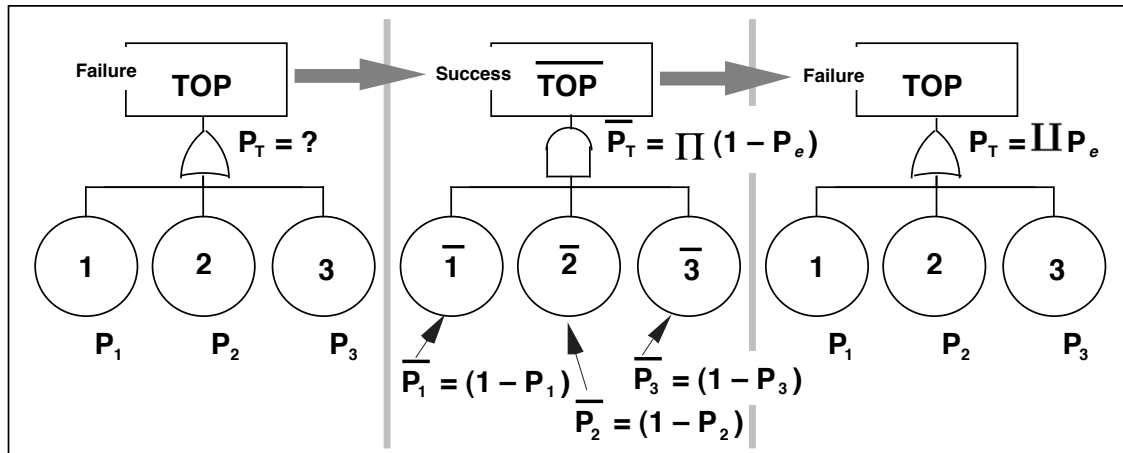 Failure
TOP
P_T = ?
1
2
3
P_1
P_2
P_3
Success
T̅O̅P̅
P̅_T = ∏ (1 – P_e)
1̅
2̅
3̅
P̅_1 = (1 – P_1)
P̅_2 = (1 – P_2)
P̅_3 = (1 – P_3)
Failure
TOP
P_T = ∐ P_e
1
2
3
P_1
P_2
P_3